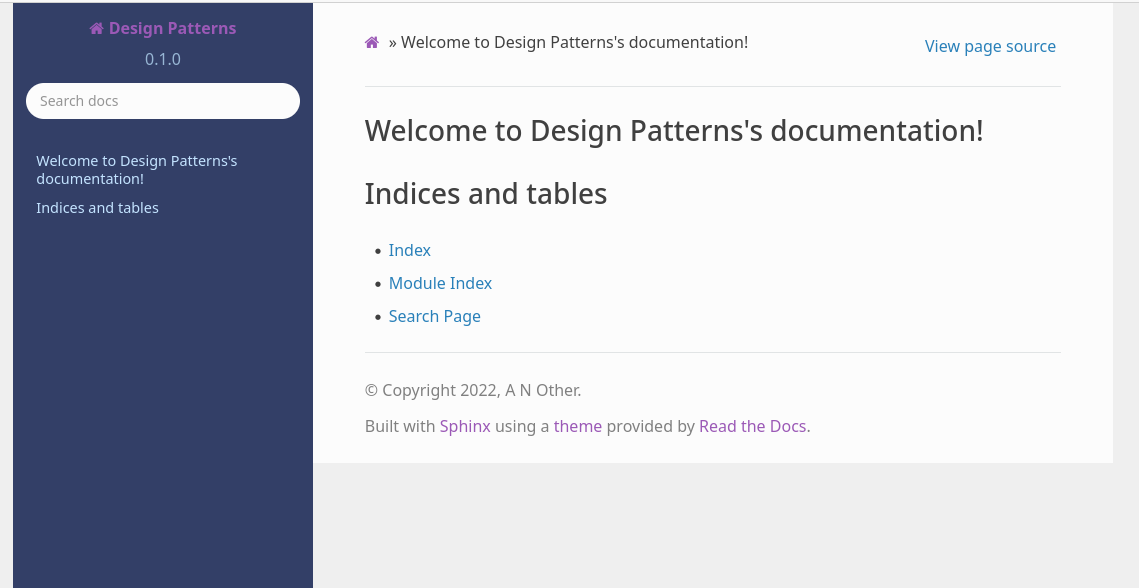 Design Patterns
0.1.0
Search docs
Welcome to Design Patterns's
documentation!
Indices and tables
» Welcome to Design Patterns's documentation!
View page source
Welcome to Design Patterns's documentation!
Indices and tables
• Index
• Module Index
• Search Page
© Copyright 2022, A N Other.
Built with Sphinx using a theme provided by Read the Docs.